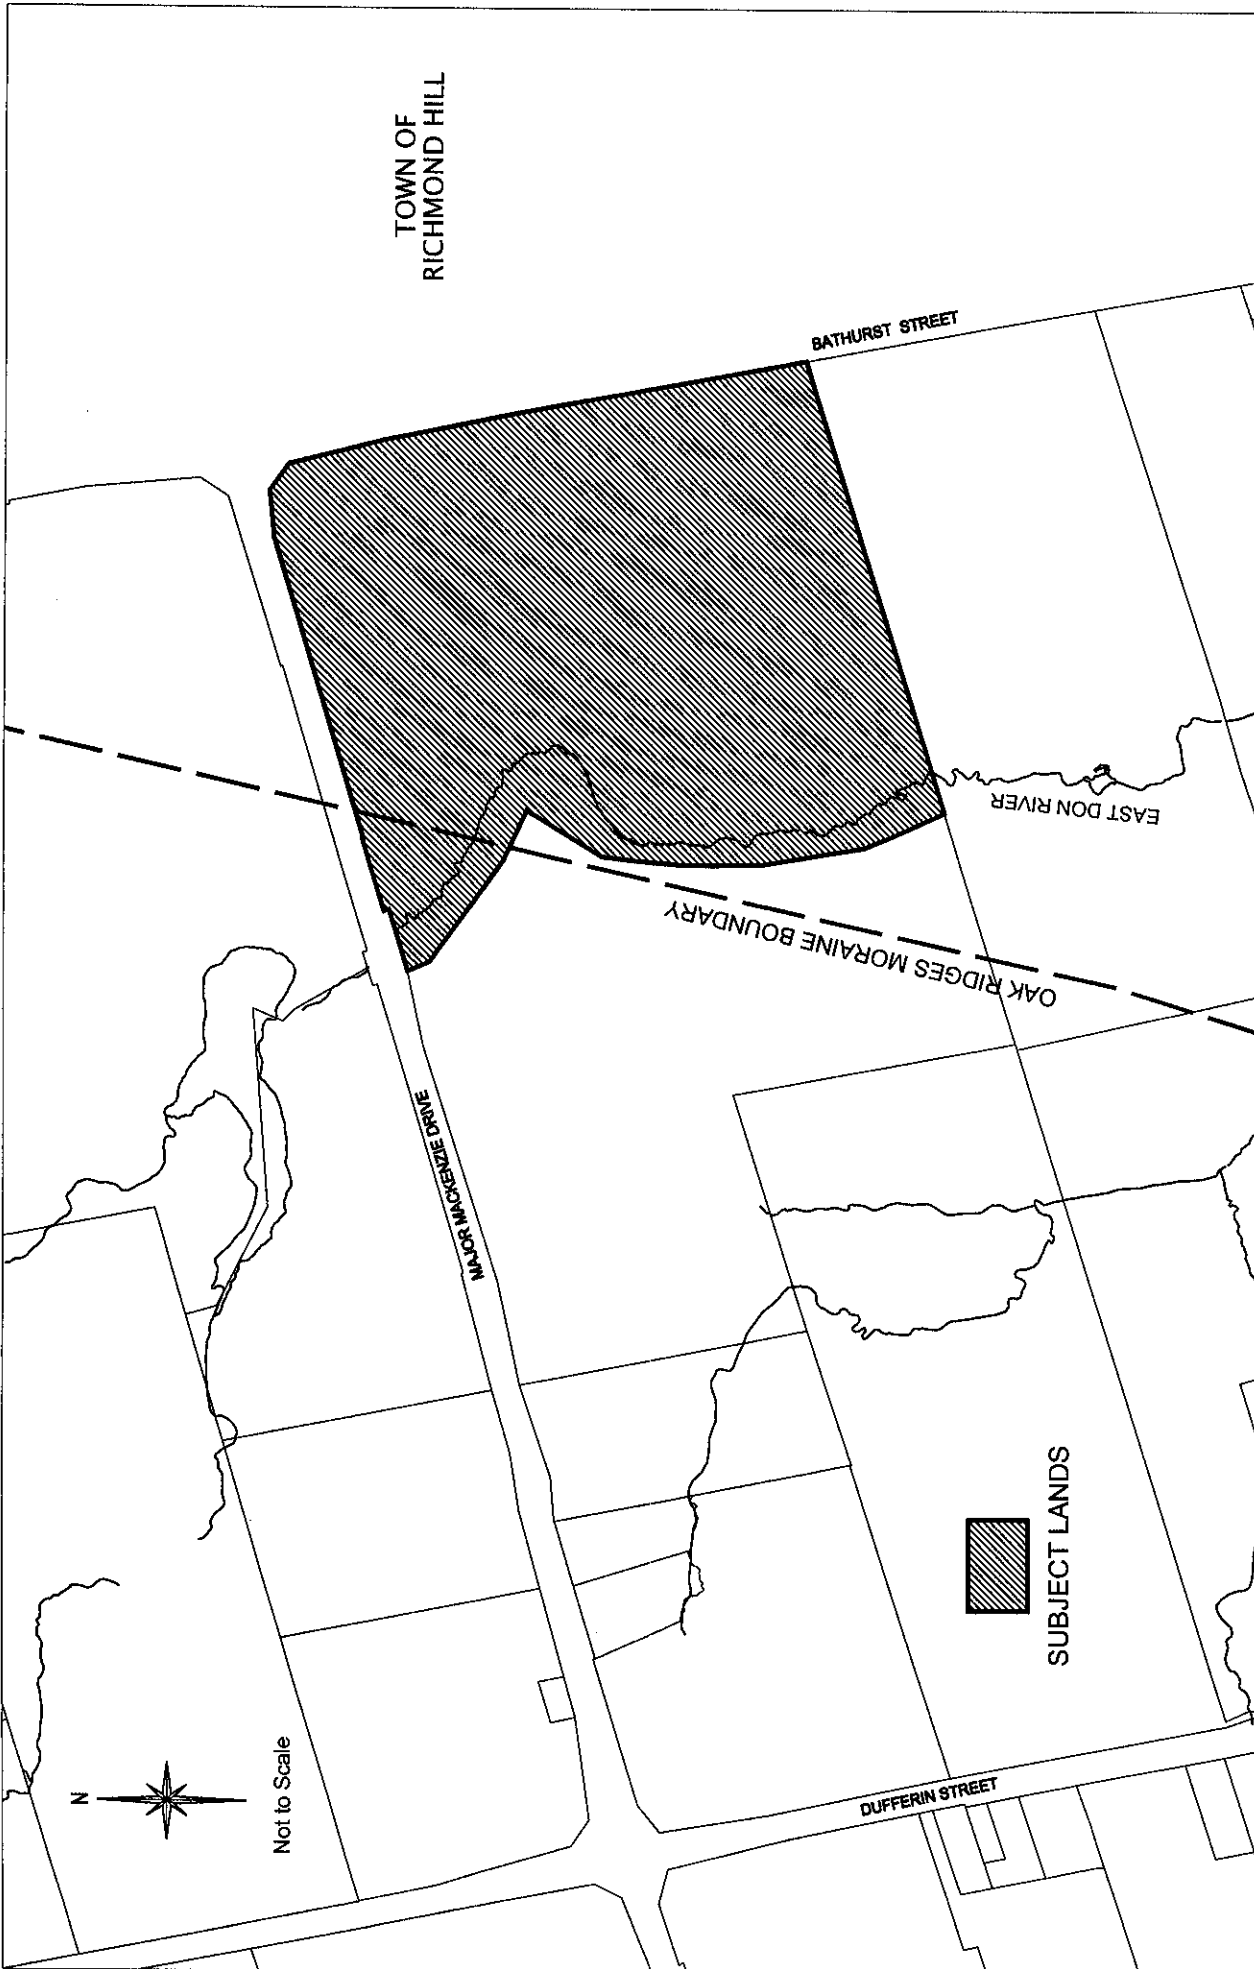 TOWN OF
RICHMOND HILL
BATHURST STREET
EAST DON RIVER
OAK RIDGES MORAINE BOUNDARY
MAJOR MACKENZIE DRIVE
SUBJECT LANDS
N
Not to Scale
DUFFERIN STREET